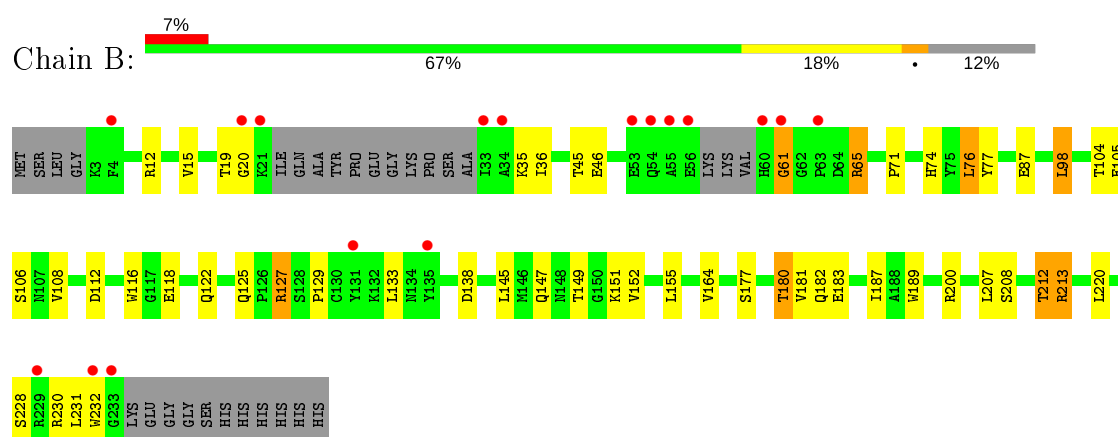 7%
Chain B:
67% 18% • 12%
MET SER LEU GLY K3 F4 R12 V15 T19 G20 K21 ILE GLN ALA TYR PRO GLU GLY LYS PRO SER ALA I33 A34 K35 I36 T45 E46 E53 Q54 A55 E56 LYS LYS VAL H60 G61 G62 P63 D64 R65 P71 H74 Y75 L76 Y77 E87 L98 T104 E105
S106 N107 V108 D112 W116 G117 E118 Q122 Q125 P126 R127 S128 P129 C130 Y131 K132 L133 N134 Y135 D138 L145 M146 Q147 N148 T149 G150 K151 V152 L155 V164 S177 T180 V181 Q182 E183 I187 A188 W189 R200 L207 S208 T212 R213 L220
S228 R229 R230 L231 W232 G233 LYS GLU GLY GLY SER HIS HIS HIS HIS HIS HIS